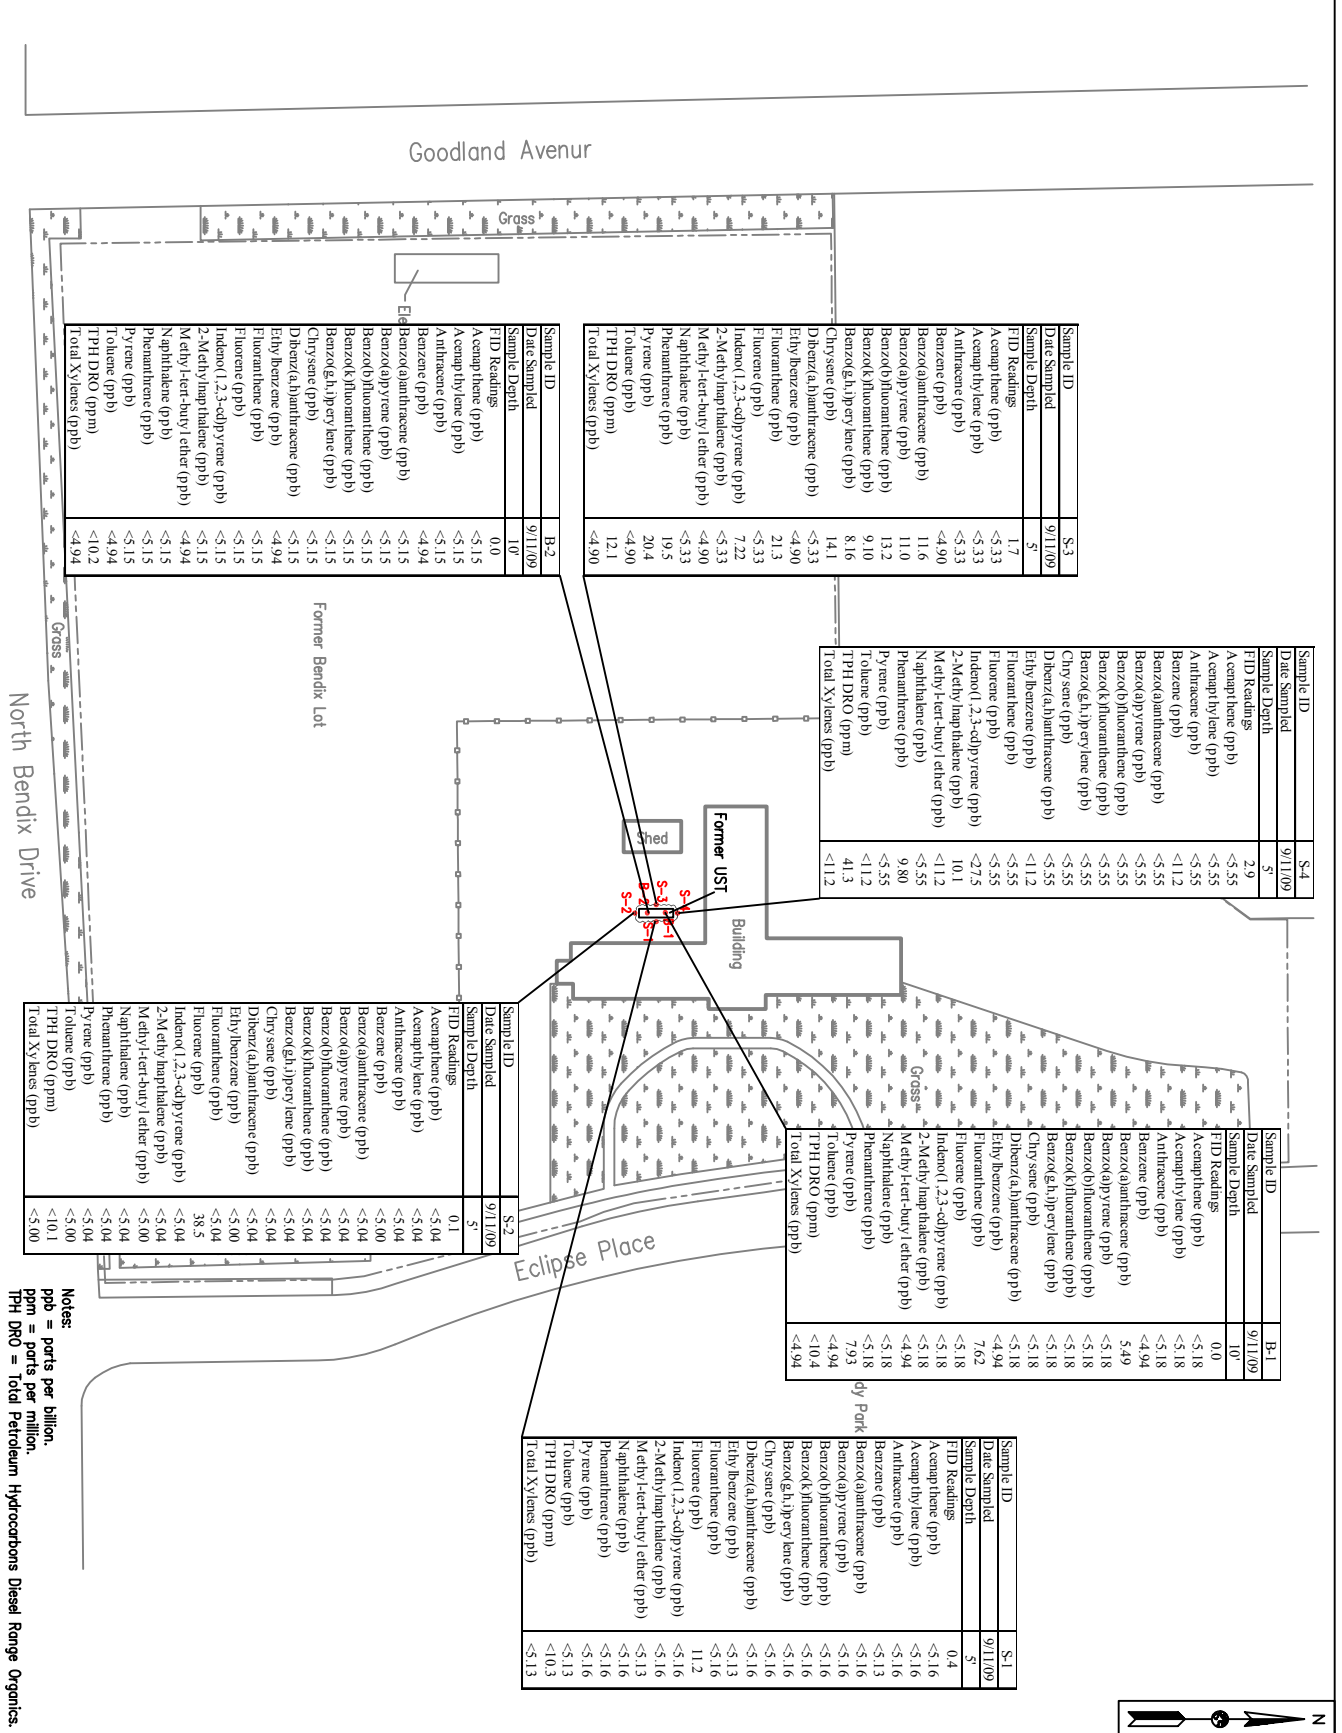 N
Sample ID S-4
Date Sampled 9/11/09
Sample Depth 5'
FID Readings 2.9
Acenapthene (ppb) <5.55
Acenapthylene (ppb) <5.55
Anthracene (ppb) <5.55
Benzene (ppb) <11.2
Benzo(a)anthracene (ppb) <5.55
Benzo(a)pyrene (ppb) <5.55
Benzo(b)fluoranthene (ppb) <5.55
Benzo(k)fluoranthene (ppb) <5.55
Benzo(g,h,i)perylene (ppb) <5.55
Chrysene (ppb) <5.55
Dibenz(a,h)anthracene (ppb) <5.55
Ethylbenzene (ppb) <11.2
Fluoranthene (ppb) <5.55
Fluorene (ppb) <5.55
Indeno(1,2,3-cd)pyrene (ppb) <27.5
2-Methylnapthalene (ppb) 10.1
Methyl-tert-butyl ether (ppb) <11.2
Naphthalene (ppb) <5.55
Phenanthrene (ppb) 9.80
Pyrene (ppb) <5.55
Toluene (ppb) <11.2
TPH DRO (ppm) 41.3
Total Xylenes (ppb) <11.2
Sample ID B-1
Date Sampled 9/11/09
Sample Depth 10'
FID Readings 0.0
Acenapthene (ppb) <5.18
Acenapthylene (ppb) <5.18
Anthracene (ppb) <5.18
Benzene (ppb) <4.94
Benzo(a)anthracene (ppb) 5.49
Benzo(a)pyrene (ppb) <5.18
Benzo(b)fluoranthene (ppb) <5.18
Benzo(k)fluoranthene (ppb) <5.18
Benzo(g,h,i)perylene (ppb) <5.18
Chrysene (ppb) <5.18
Dibenz(a,h)anthracene (ppb) <5.18
Ethylbenzene (ppb) <4.94
Fluoranthene (ppb) 7.62
Fluorene (ppb) <5.18
Indeno(1,2,3-cd)pyrene (ppb) <5.18
2-Methylnapthalene (ppb) <5.18
Methyl-tert-butyl ether (ppb) <4.94
Naphthalene (ppb) <5.18
Phenanthrene (ppb) <5.18
Pyrene (ppb) 7.93
Toluene (ppb) <4.94
TPH DRO (ppm) <10.4
Total Xylenes (ppb) <4.94
Sample ID S-3
Date Sampled 9/11/09
Sample Depth 5'
FID Readings 1.7
Acenapthene (ppb) <5.33
Acenapthylene (ppb) <5.33
Anthracene (ppb) <5.33
Benzene (ppb) <4.90
Benzo(a)anthracene (ppb) 11.6
Benzo(a)pyrene (ppb) 11.0
Benzo(b)fluoranthene (ppb) 13.2
Benzo(k)fluoranthene (ppb) 9.10
Benzo(g,h,i)perylene (ppb) 8.16
Chrysene (ppb) 14.1
Dibenz(a,h)anthracene (ppb) <5.33
Ethylbenzene (ppb) <4.90
Fluoranthene (ppb) 21.3
Fluorene (ppb) <5.33
Indeno(1,2,3-cd)pyrene (ppb) 7.22
2-Methylnapthalene (ppb) <5.33
Methyl-tert-butyl ether (ppb) <4.90
Naphthalene (ppb) <5.33
Phenanthrene (ppb) 19.5
Pyrene (ppb) 20.4
Toluene (ppb) <4.90
TPH DRO (ppm) 12.1
Total Xylenes (ppb) <4.90
Sample ID S-1
Date Sampled 9/11/09
Sample Depth 5'
FID Readings 0.4
Acenapthene (ppb) <5.16
Acenapthylene (ppb) <5.16
Anthracene (ppb) <5.16
Benzene (ppb) <5.13
Benzo(a)anthracene (ppb) <5.16
Benzo(a)pyrene (ppb) <5.16
Benzo(b)fluoranthene (ppb) <5.16
Benzo(k)fluoranthene (ppb) <5.16
Benzo(g,h,i)perylene (ppb) <5.16
Chrysene (ppb) <5.16
Dibenz(a,h)anthracene (ppb) <5.16
Ethylbenzene (ppb) <5.13
Fluoranthene (ppb) <5.16
Fluorene (ppb) 11.2
Indeno(1,2,3-cd)pyrene (ppb) <5.16
2-Methylnapthalene (ppb) <5.16
Methyl-tert-butyl ether (ppb) <5.13
Naphthalene (ppb) <5.16
Phenanthrene (ppb) <5.16
Pyrene (ppb) <5.16
Toluene (ppb) <5.13
TPH DRO (ppm) <10.3
Total Xylenes (ppb) <5.13
Grass
dy Park
Building
Former UST
Shed
S-4
B-1
S-3
S-1
B-2
S-2
Eclipse Place
Goodland Avenur
Grass
Ele
Sample ID B-2
Date Sampled 9/11/09
Sample Depth 10'
FID Readings 0.0
Acenapthene (ppb) <5.15
Acenapthylene (ppb) <5.15
Anthracene (ppb) <5.15
Benzene (ppb) <4.94
Benzo(a)anthracene (ppb) <5.15
Benzo(a)pyrene (ppb) <5.15
Benzo(b)fluoranthene (ppb) <5.15
Benzo(k)fluoranthene (ppb) <5.15
Benzo(g,h,i)perylene (ppb) <5.15
Chrysene (ppb) <5.15
Dibenz(a,h)anthracene (ppb) <5.15
Ethylbenzene (ppb) <4.94
Fluoranthene (ppb) <5.15
Fluorene (ppb) <5.15
Indeno(1,2,3-cd)pyrene (ppb) <5.15
2-Methylnapthalene (ppb) <5.15
Methyl-tert-butyl ether (ppb) <4.94
Naphthalene (ppb) <5.15
Phenanthrene (ppb) <5.15
Pyrene (ppb) <5.15
Toluene (ppb) <4.94
TPH DRO (ppm) <10.2
Total Xylenes (ppb) <4.94
Sample ID S-2
Date Sampled 9/11/09
Sample Depth 5'
FID Readings 0.1
Acenapthene (ppb) <5.04
Acenapthylene (ppb) <5.04
Anthracene (ppb) <5.04
Benzene (ppb) <5.00
Benzo(a)anthracene (ppb) <5.04
Benzo(a)pyrene (ppb) <5.04
Benzo(b)fluoranthene (ppb) <5.04
Benzo(k)fluoranthene (ppb) <5.04
Benzo(g,h,i)perylene (ppb) <5.04
Chrysene (ppb) <5.04
Dibenz(a,h)anthracene (ppb) <5.04
Ethylbenzene (ppb) <5.00
Fluoranthene (ppb) <5.04
Fluorene (ppb) 38.5
Indeno(1,2,3-cd)pyrene (ppb) <5.04
2-Methylnapthalene (ppb) <5.04
Methyl-tert-butyl ether (ppb) <5.00
Naphthalene (ppb) <5.04
Phenanthrene (ppb) <5.04
Pyrene (ppb) <5.04
Toluene (ppb) <5.00
TPH DRO (ppm) <10.1
Total Xylenes (ppb) <5.00
Former Bendix Lot
Grass
North Bendix Drive
Notes:
ppb = parts per billion.
ppm = parts per million.
TPH DRO = Total Petroleum Hydrocarbons Diesel Range Organics.